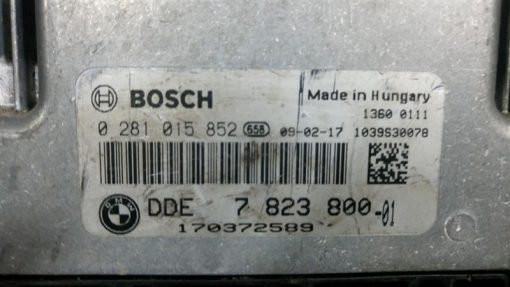 BOSCH
Made in Hungary
1360 0111
0 281 015 852 658 09-02-17 1039S30078
BMW
DDE 7 823 800-01
170372589